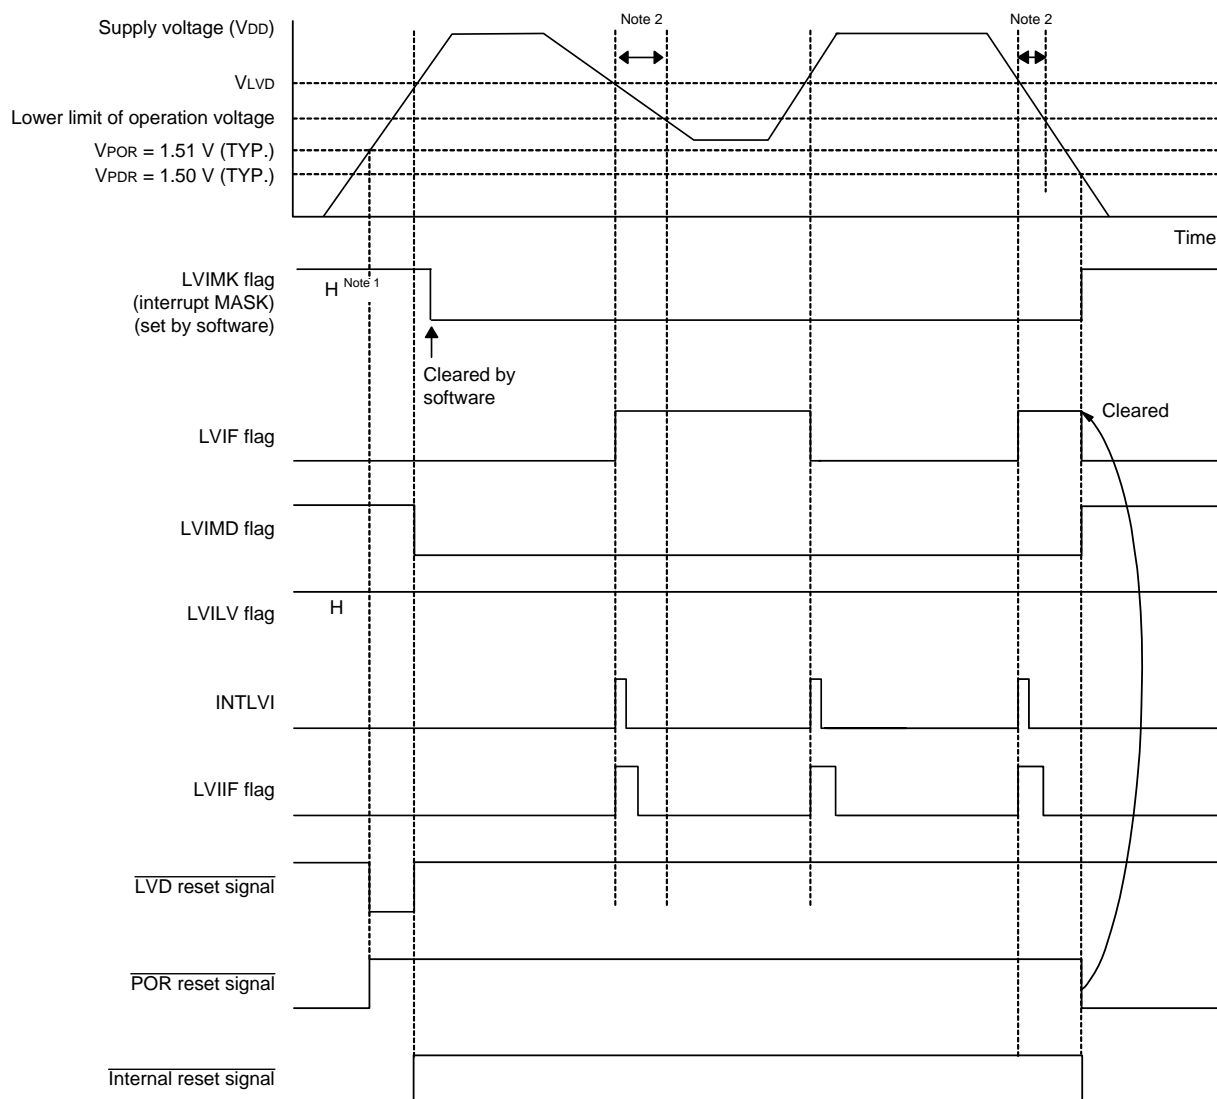 Note 2
Note 2
Supply voltage (VDD)
VLVD
Lower limit of operation voltage
VPOR = 1.51 V (TYP.)
VPDR = 1.50 V (TYP.)
Time
LVIMK flag
(interrupt MASK)
(set by software)
H Note 1
Cleared by
software
Cleared
LVIF flag
LVIMD flag
LVILV flag
H
INTLVI
LVIIF flag
LVD reset signal
POR reset signal
Internal reset signal